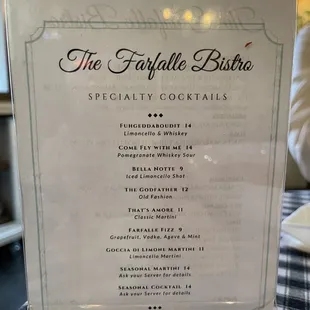 The Farfalle Bistro
SPECIALTY COCKTAILS
FUHGEDDABOUDIT 14
Limoncello & Whiskey
COME FLY WITH ME 14
Pomegranate Whiskey Sour
BELLA NOTTE 9
Iced Limoncello Shot
THE GODFATHER 12
Old Fashion
THAT'S AMORE 11
Classic Martini
FARFALLE FIZZ 9
Grapefruit, Vodka, Agave & Mint
GOCCIA DI LIMONE MARTINI 11
Limoncello Martini
SEASONAL MARTINI 14
Ask your Server for details
SEASONAL COCKTAIL 14
Ask your Server for details